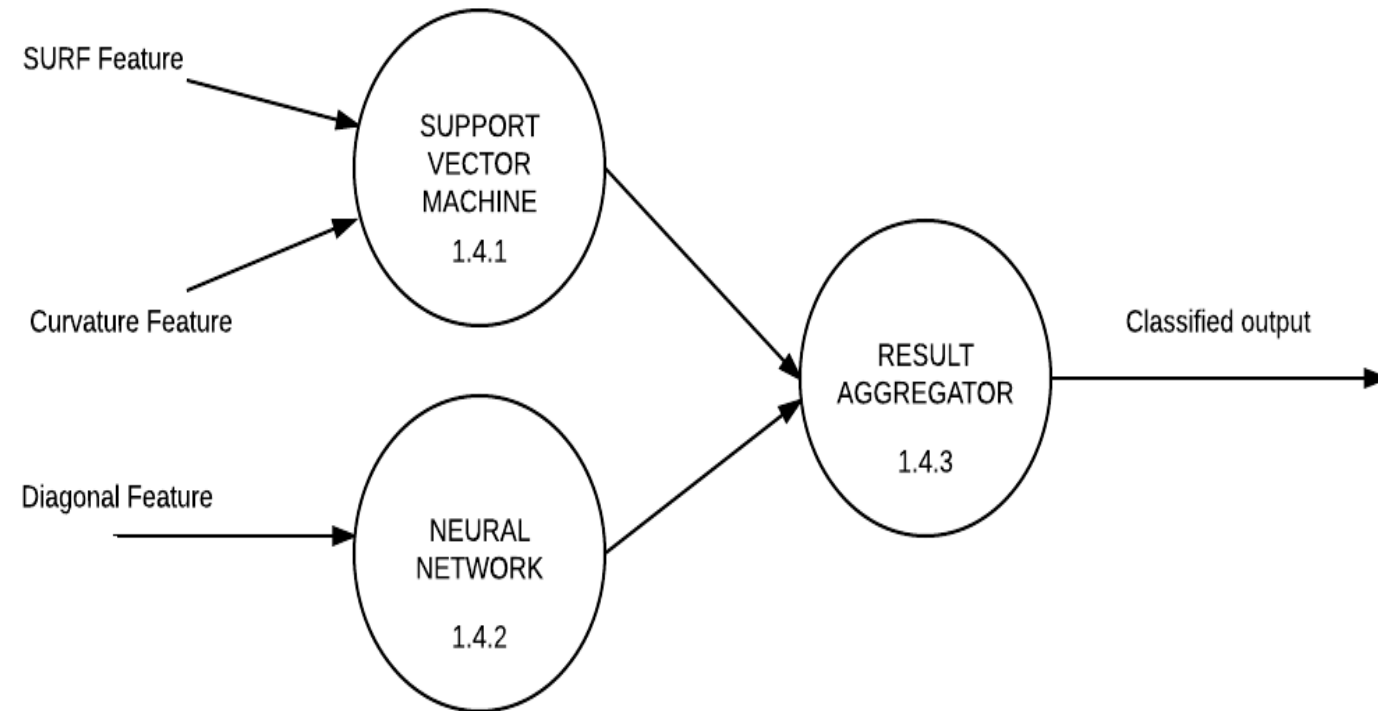 SURF Feature
SUPPORT
VECTOR
MACHINE
1.4.1
Curvature Feature
Diagonal Feature
NEURAL
NETWORK
1.4.2
RESULT
AGGREGATOR
1.4.3
Classified output